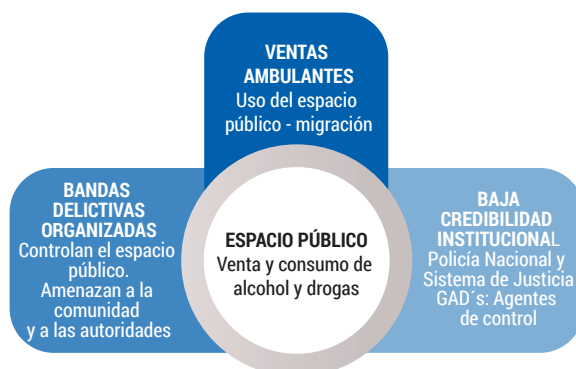 VENTAS
AMBULANTES
Uso del espacio
público - migración
BANDAS
DELICTIVAS
ORGANIZADAS
Controlan el espacio
público.
Amenazan a la
comunidad
y a las autoridades
ESPACIO PÚBLICO
Venta y consumo de
alcohol y drogas
BAJA
CREDIBILIDAD
INSTITUCIONAL
Policía Nacional y
Sistema de Justicia
GAD´s: Agentes
de control